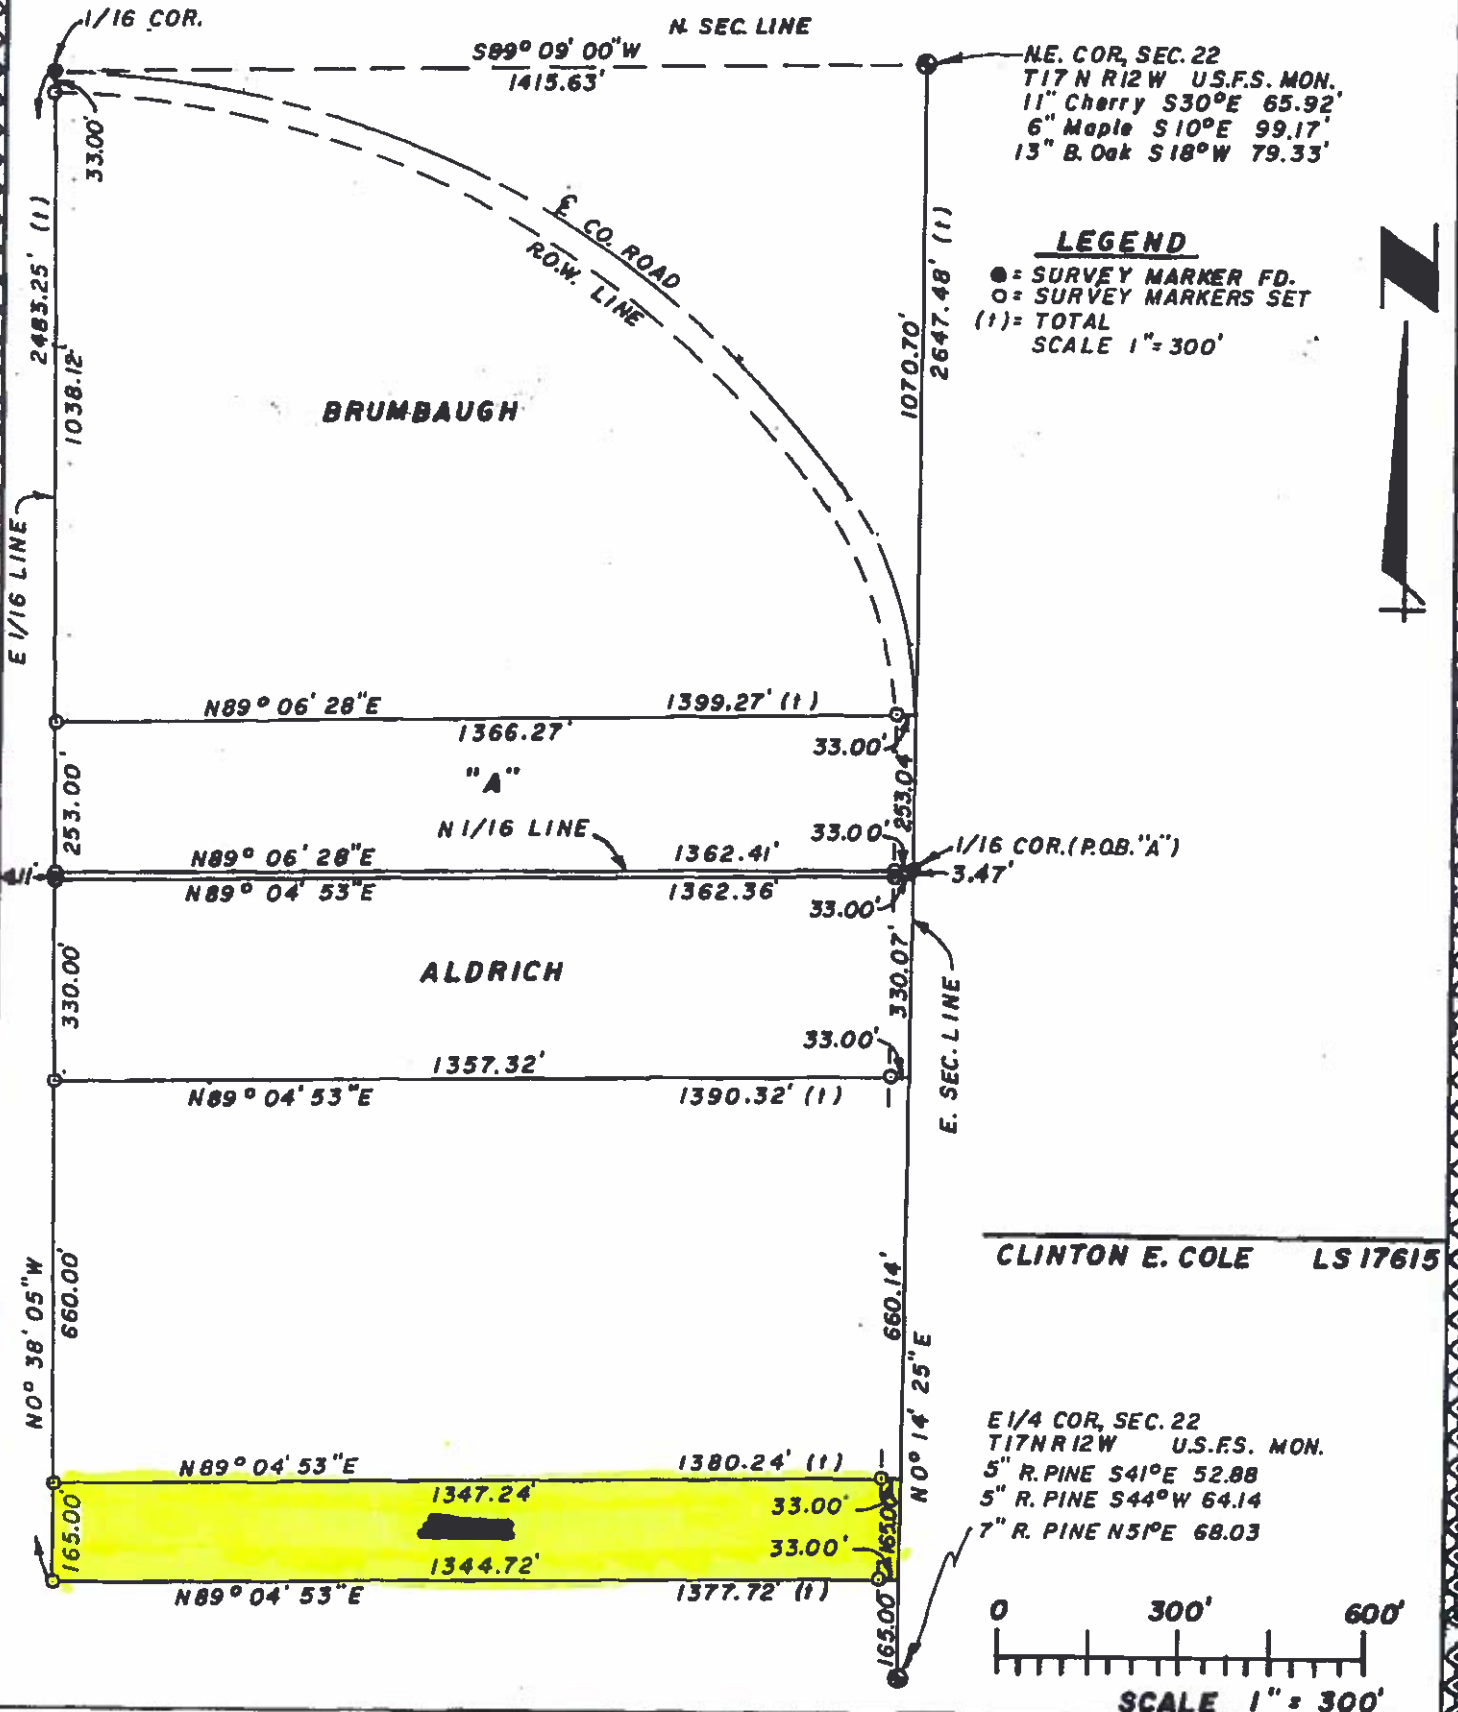 1/16 COR.
N. SEC. LINE
S89° 09' 00"W
1415.63'
N.E. COR, SEC. 22
T17 N R12 W U.S.F.S. MON.
11" Cherry S30°E 65.92'
6" Maple S10°E 99.17'
13" B. Oak S18°W 79.33'
33.00'
2483.25' (t)
1038.12'
E 1/16 LINE
℄ CO. ROAD
R.O.W. LINE
1070.70'
2647.48' (t)
LEGEND
●= SURVEY MARKER FD.
○= SURVEY MARKERS SET
(t)= TOTAL
SCALE 1"=300'
N
BRUMBAUGH
N89° 06' 28"E
1399.27' (t)
1366.27'
33.00'
"A"
253.00'
253.04'
N 1/16 LINE
33.00'
1/16 COR.(P.O.B."A")
N89° 06' 28"E
1362.41'
3.47'
N89° 04' 53"E
1362.36'
33.00'
330.00'
ALDRICH
330.07'
E. SEC. LINE
33.00'
1357.32'
N89° 04' 53"E
1390.32' (t)
N0° 38' 05"W
660.00'
660.14'
N0° 14' 25"E
CLINTON E. COLE LS 17615
E 1/4 COR, SEC. 22
T17N R12W U.S.F.S. MON.
5" R. PINE S41°E 52.88
5" R. PINE S44°W 64.14
7" R. PINE N51°E 68.03
N89° 04' 53"E
1380.24' (t)
1347.24'
33.00'
165.00'
165.00'
33.00'
1344.72'
N89° 04' 53"E
1377.72' (t)
165.00'
0 300' 600'
SCALE 1" = 300'